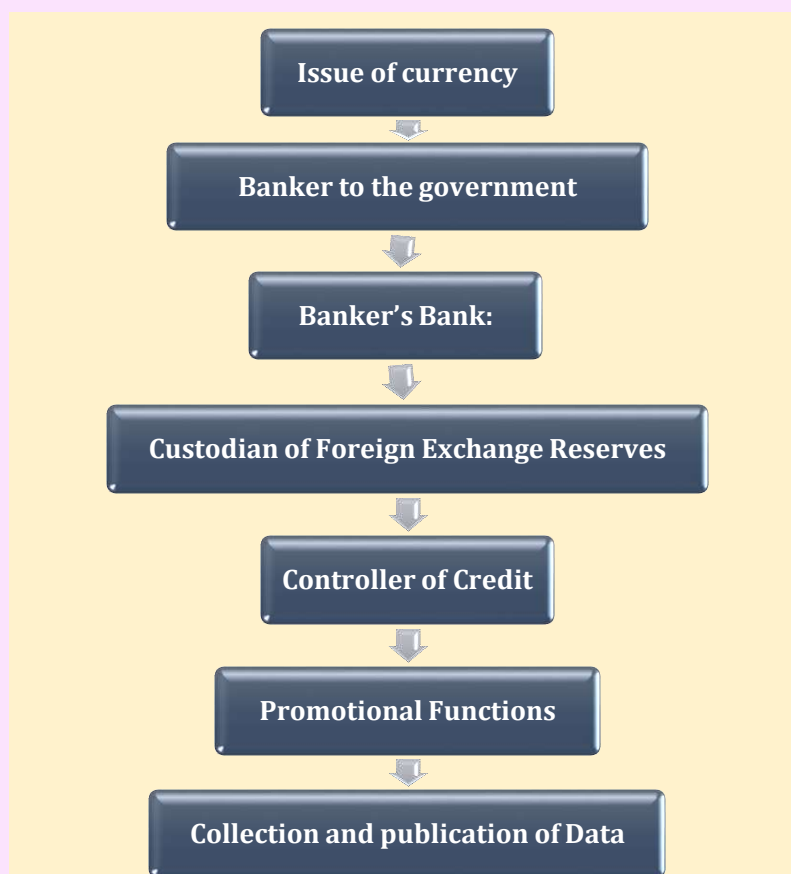 Issue of currency
Banker to the government
Banker’s Bank:
Custodian of Foreign Exchange Reserves
Controller of Credit
Promotional Functions
Collection and publication of Data